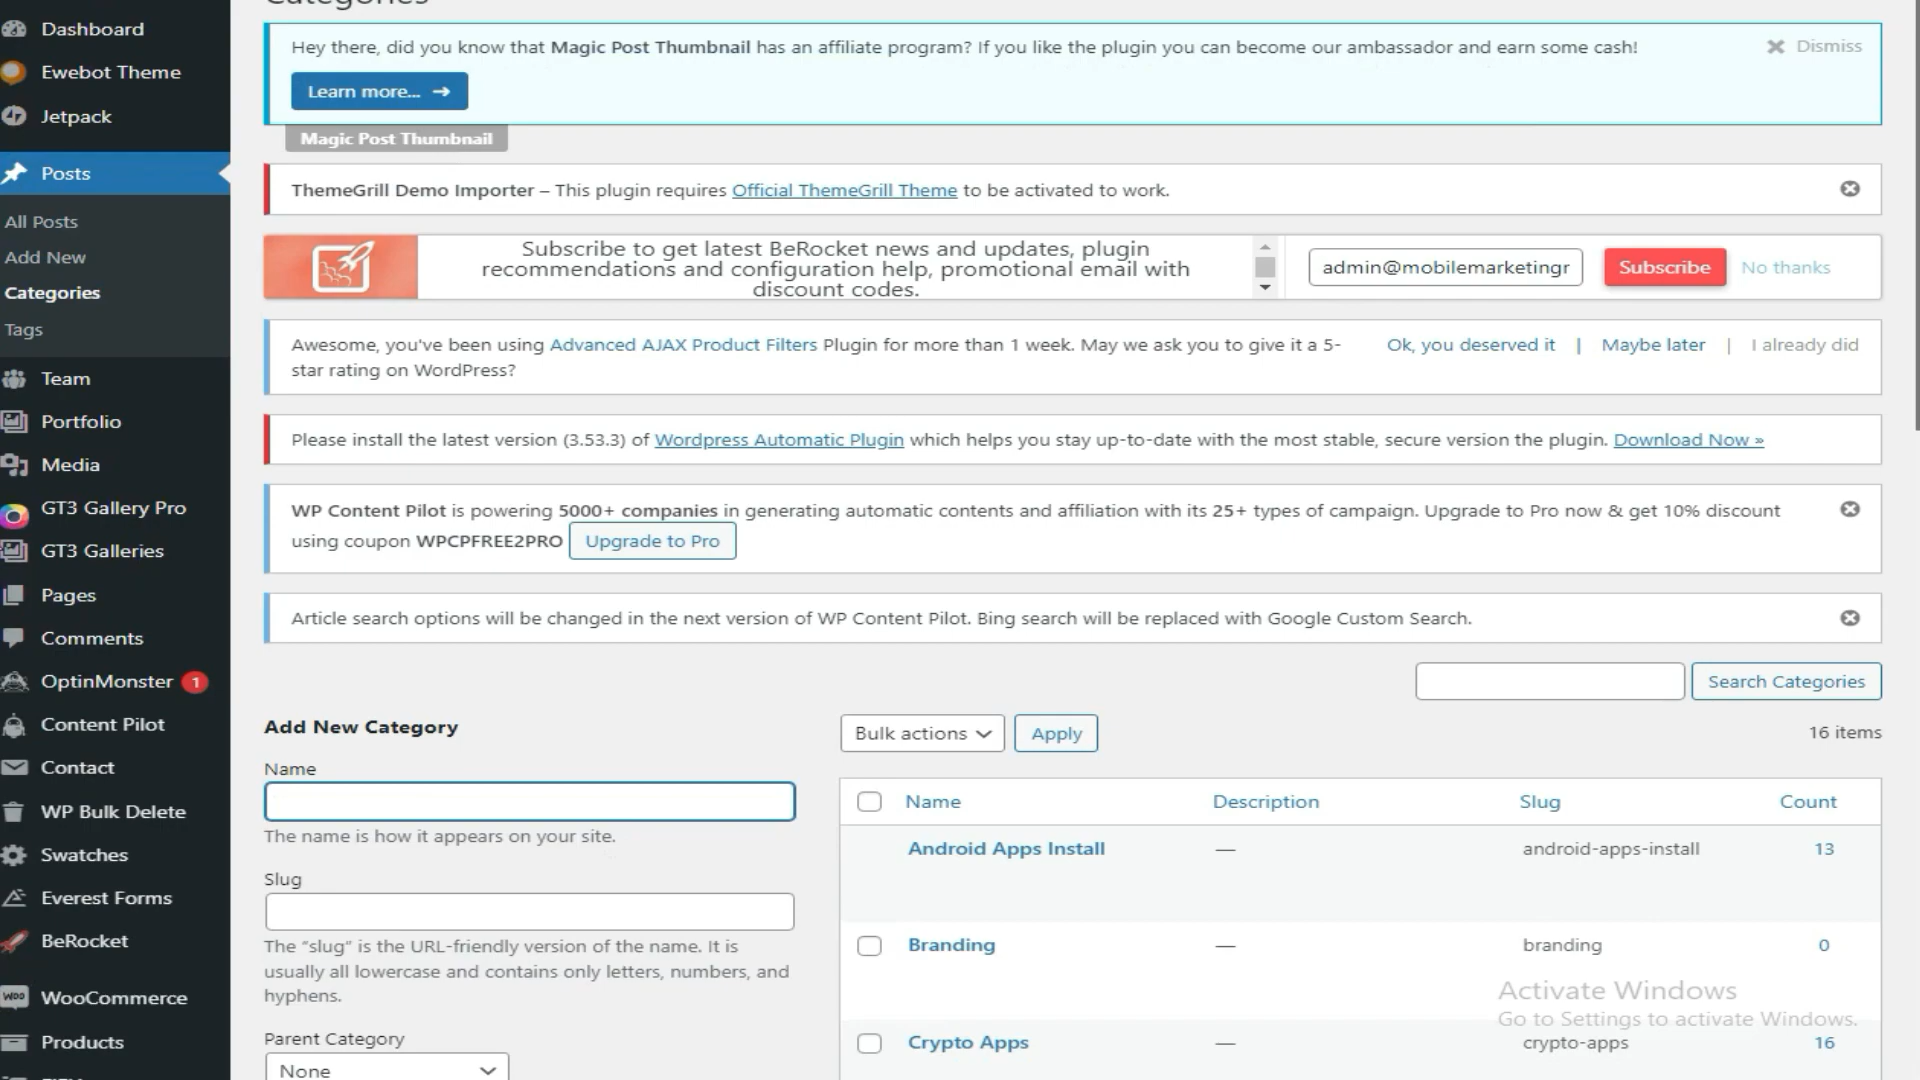 Categories
Dashboard
Ewebot Theme
Jetpack
Posts
All Posts
Add New
Categories
Tags
Team
Portfolio
Media
GT3 Gallery Pro
GT3 Galleries
Pages
Comments
OptinMonster 1
Content Pilot
Contact
WP Bulk Delete
Swatches
Everest Forms
BeRocket
WooCommerce
Products
Hey there, did you know that Magic Post Thumbnail has an affiliate program? If you like the plugin you can become our ambassador and earn some cash!
Dismiss
Learn more... →
Magic Post Thumbnail
ThemeGrill Demo Importer – This plugin requires Official ThemeGrill Theme to be activated to work.
Subscribe to get latest BeRocket news and updates, plugin
recommendations and configuration help, promotional email with
discount codes.
admin@mobilemarketingr
Subscribe
No thanks
Awesome, you've been using Advanced AJAX Product Filters Plugin for more than 1 week. May we ask you to give it a 5-
star rating on WordPress?
Ok, you deserved it | Maybe later | I already did
Please install the latest version (3.53.3) of Wordpress Automatic Plugin which helps you stay up-to-date with the most stable, secure version the plugin. Download Now »
WP Content Pilot is powering 5000+ companies in generating automatic contents and affiliation with its 25+ types of campaign. Upgrade to Pro now & get 10% discount
using coupon WPCPFREE2PRO Upgrade to Pro
Article search options will be changed in the next version of WP Content Pilot. Bing search will be replaced with Google Custom Search.
Search Categories
Add New Category
Name
The name is how it appears on your site.
Slug
The “slug” is the URL-friendly version of the name. It is
usually all lowercase and contains only letters, numbers, and
hyphens.
Parent Category
None
Bulk actions
Apply
16 items
Name Description Slug Count
Android Apps Install — android-apps-install 13
Branding — branding 0
Activate Windows
Go to Settings to activate Windows.
Crypto Apps — crypto-apps 16